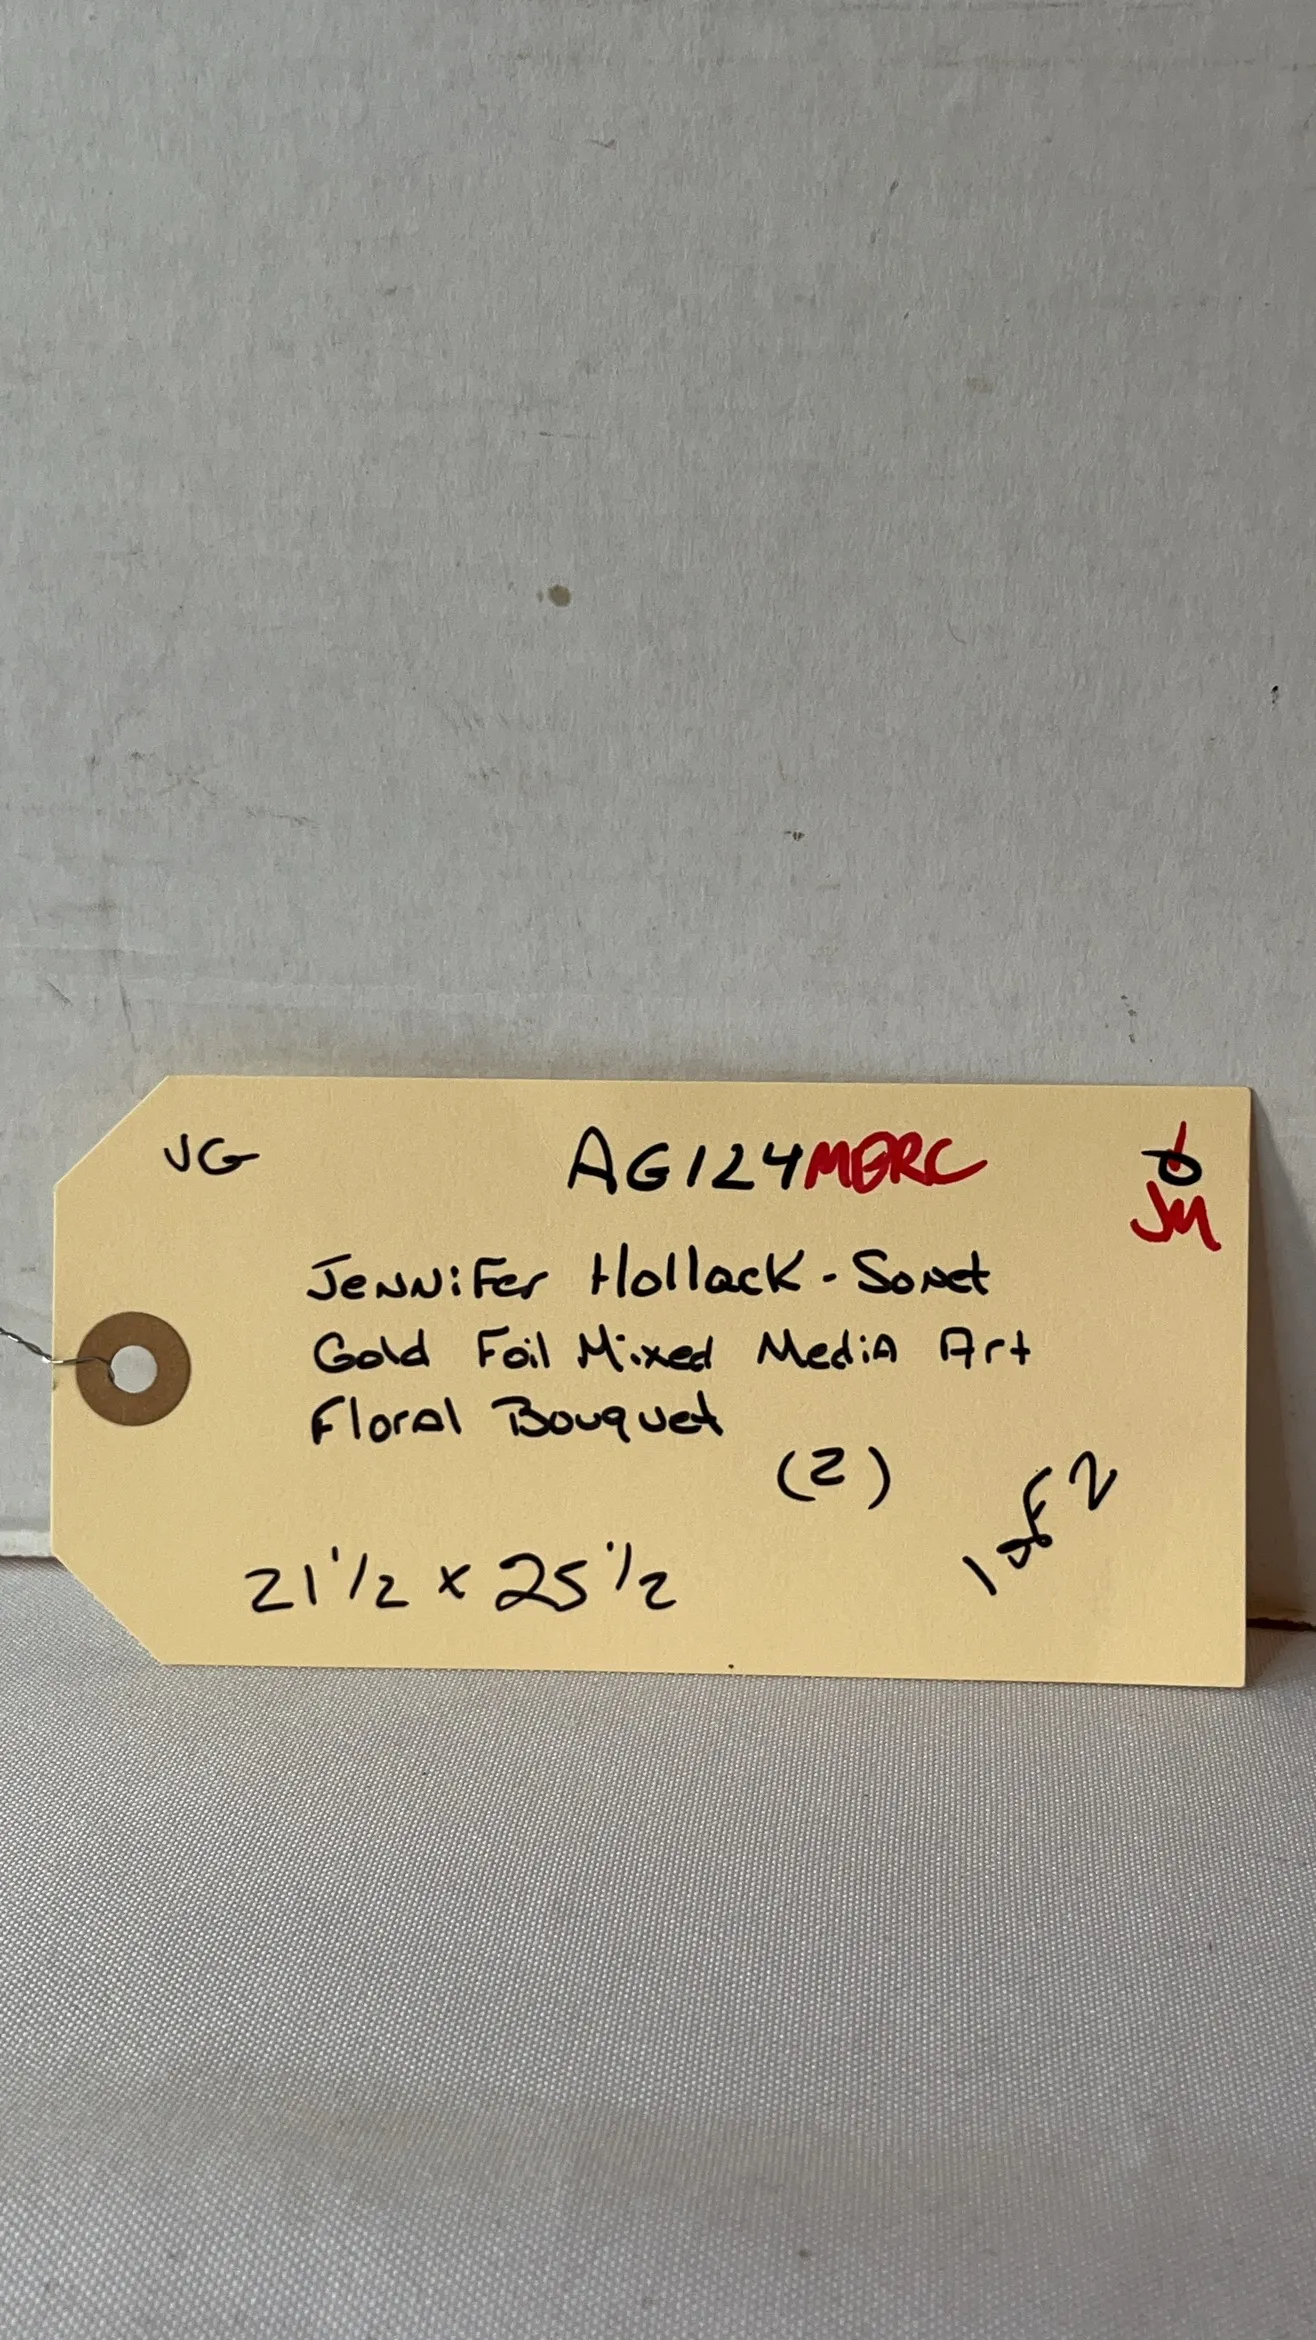 VG AG124MERC
JM
Jennifer Hollack - Sonet
Gold Foil Mixed Media Art
Floral Bouquet
(2) 1 of 2
21 1/2 x 25 1/2